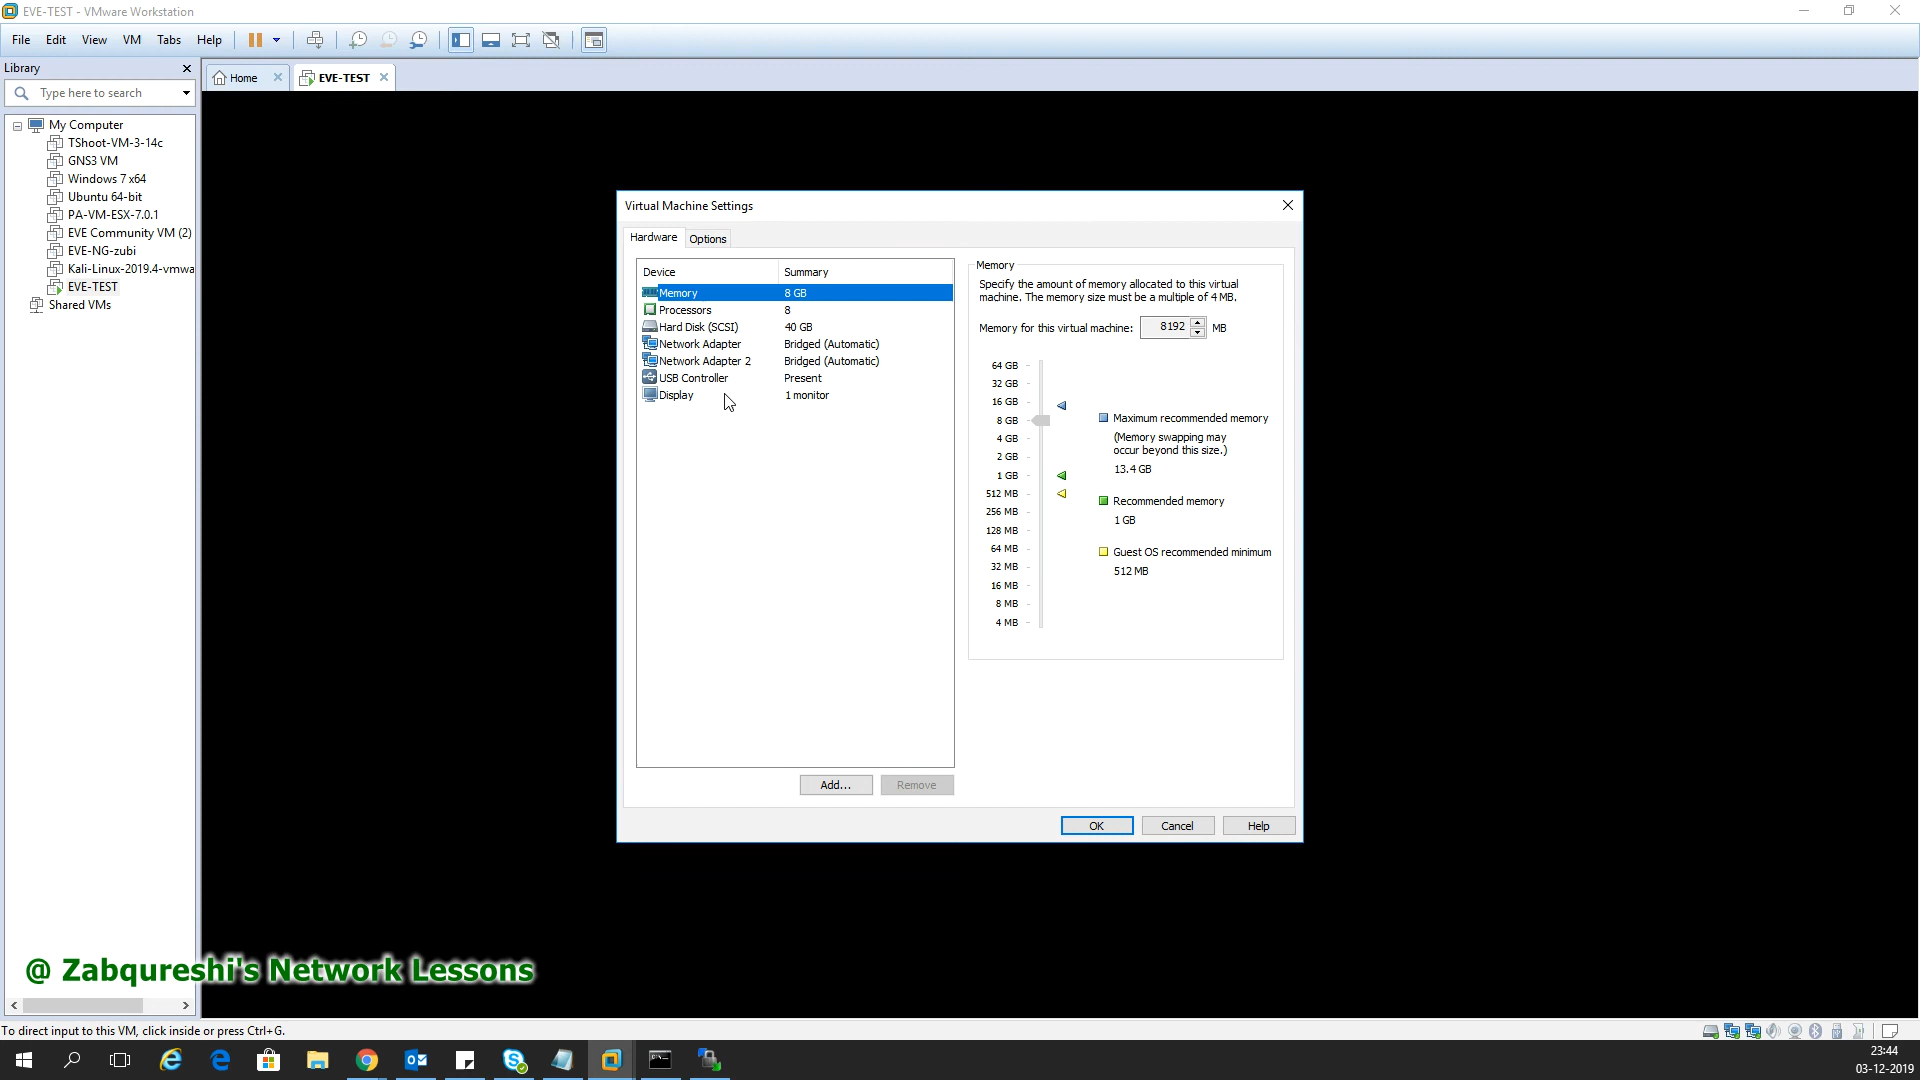 EVE-TEST - VMware Workstation
File Edit View VM Tabs Help
Library
Home
EVE-TEST
Type here to search
My Computer
TShoot-VM-3-14c
GNS3 VM
Windows 7 x64
Ubuntu 64-bit
PA-VM-ESX-7.0.1
EVE Community VM (2)
EVE-NG-zubi
Kali-Linux-2019.4-vmwa
EVE-TEST
Shared VMs
Virtual Machine Settings
Hardware Options
Device Summary
Memory 8 GB
Processors 8
Hard Disk (SCSI) 40 GB
Network Adapter Bridged (Automatic)
Network Adapter 2 Bridged (Automatic)
USB Controller Present
Display 1 monitor
Add...
Remove
Memory
Specify the amount of memory allocated to this virtual
machine. The memory size must be a multiple of 4 MB.
Memory for this virtual machine: 8192 MB
64 GB
32 GB
16 GB
8 GB
4 GB
2 GB
1 GB
512 MB
256 MB
128 MB
64 MB
32 MB
16 MB
8 MB
4 MB
Maximum recommended memory
(Memory swapping may
occur beyond this size.)
13.4 GB
Recommended memory
1 GB
Guest OS recommended minimum
512 MB
OK
Cancel
Help
@ Zabqureshi's Network Lessons
To direct input to this VM, click inside or press Ctrl+G.
23:44
03-12-2019